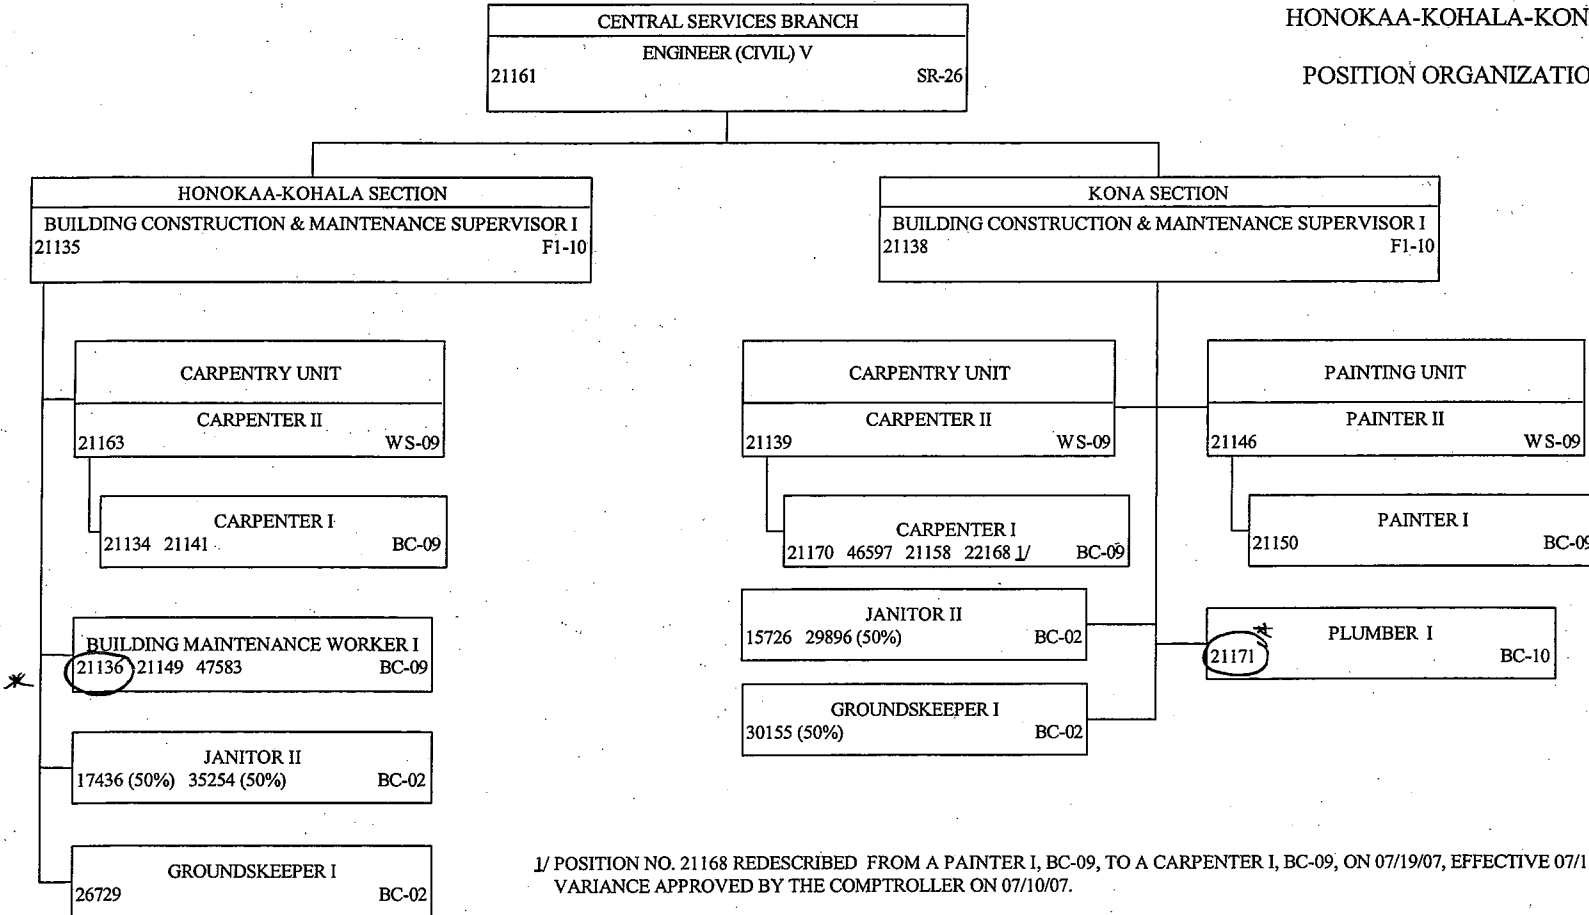 HONOKAA-KOHALA-KON
POSITION ORGANIZATIO
CENTRAL SERVICES BRANCH
ENGINEER (CIVIL) V
21161 SR-26
HONOKAA-KOHALA SECTION
BUILDING CONSTRUCTION & MAINTENANCE SUPERVISOR I
21135 F1-10
KONA SECTION
BUILDING CONSTRUCTION & MAINTENANCE SUPERVISOR I
21138 F1-10
CARPENTRY UNIT
CARPENTER II
21163 WS-09
CARPENTER I
21134 21141 BC-09
BUILDING MAINTENANCE WORKER I
21136 21149 47583 BC-09
*
JANITOR II
17436 (50%) 35254 (50%) BC-02
GROUNDSKEEPER I
26729 BC-02
CARPENTRY UNIT
CARPENTER II
21139 WS-09
CARPENTER I
21170 46597 21158 22168 1/ BC-09
JANITOR II
15726 29896 (50%) BC-02
GROUNDSKEEPER I
30155 (50%) BC-02
PAINTING UNIT
PAINTER II
21146 WS-09
PAINTER I
21150 BC-09
PLUMBER I
21171 * BC-10
1/ POSITION NO. 21168 REDESCRIBED FROM A PAINTER I, BC-09, TO A CARPENTER I, BC-09, ON 07/19/07, EFFECTIVE 07/1
VARIANCE APPROVED BY THE COMPTROLLER ON 07/10/07.